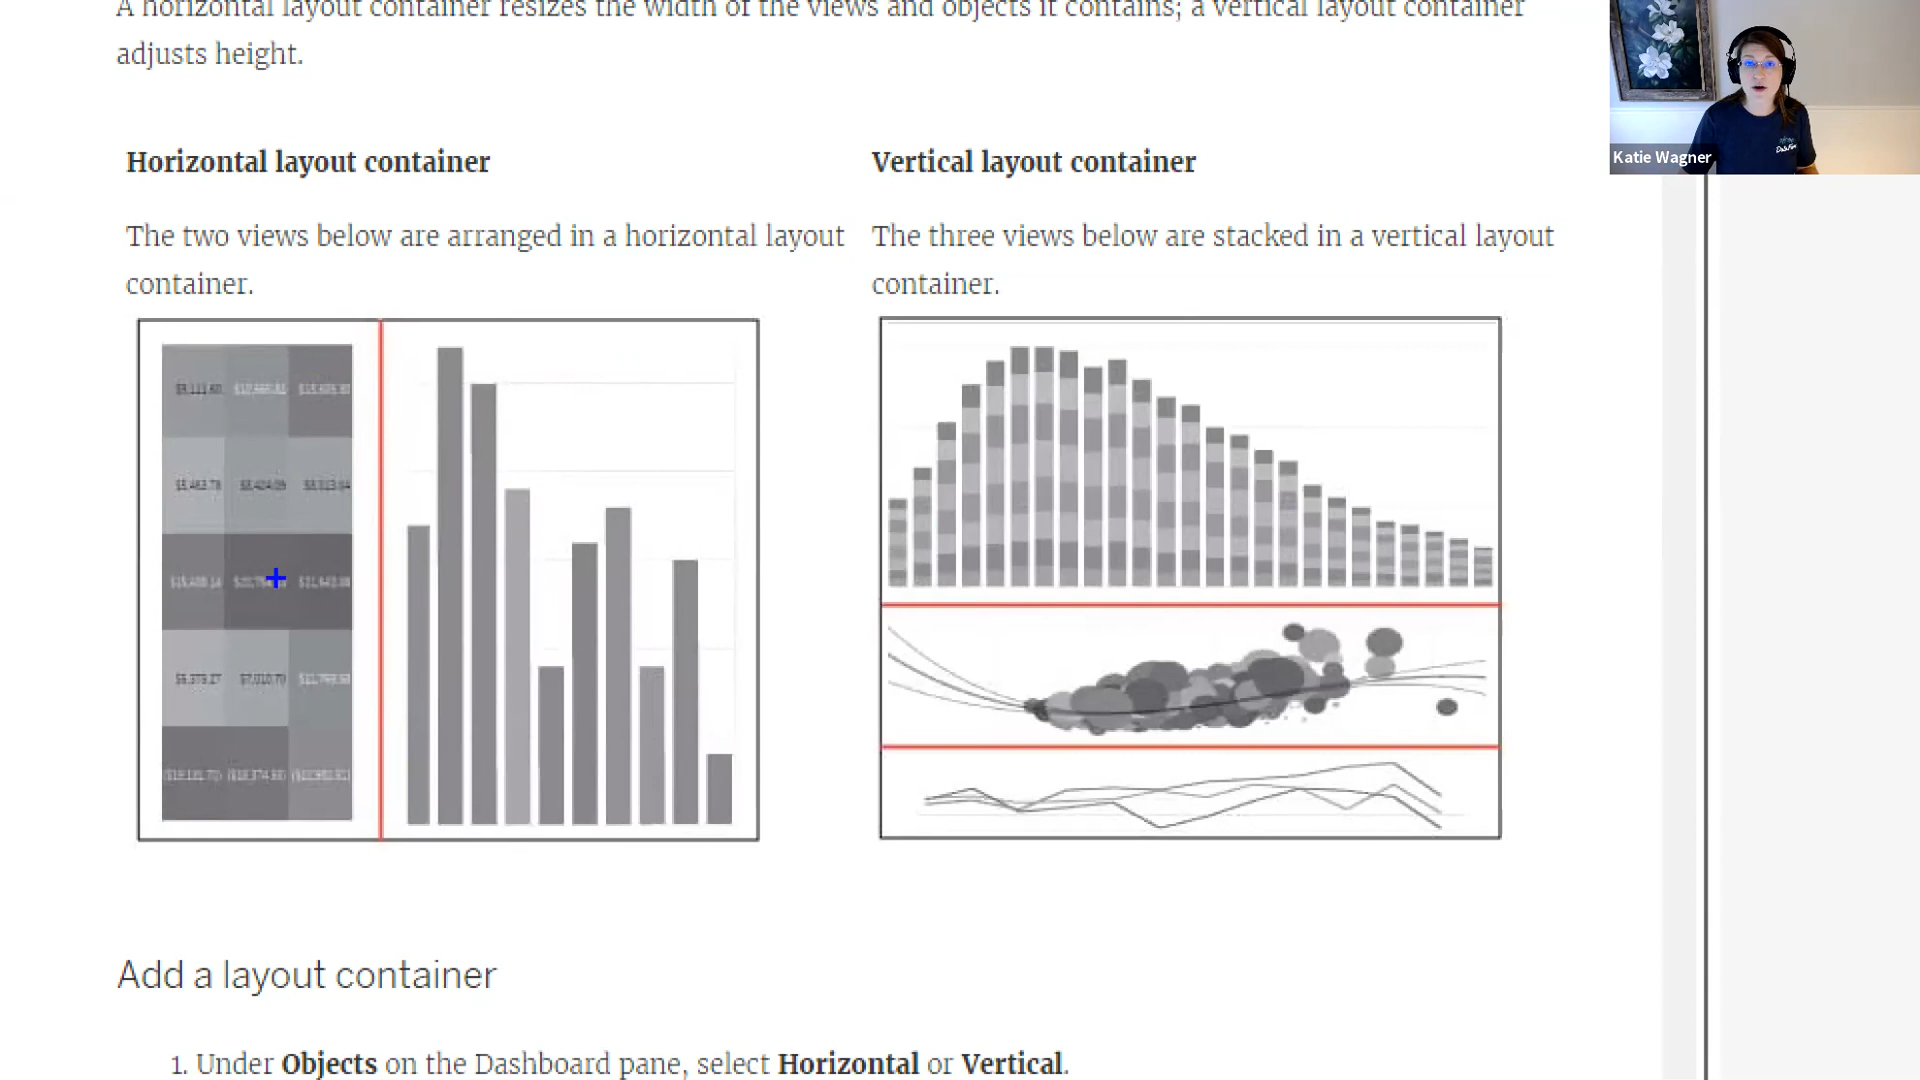 A horizontal layout container resizes the width of the views and objects it contains; a vertical layout container
adjusts height.
Katie Wagner
Horizontal layout container
Vertical layout container
The two views below are arranged in a horizontal layout
container.
The three views below are stacked in a vertical layout
container.
Add a layout container
1. Under Objects on the Dashboard pane, select Horizontal or Vertical.